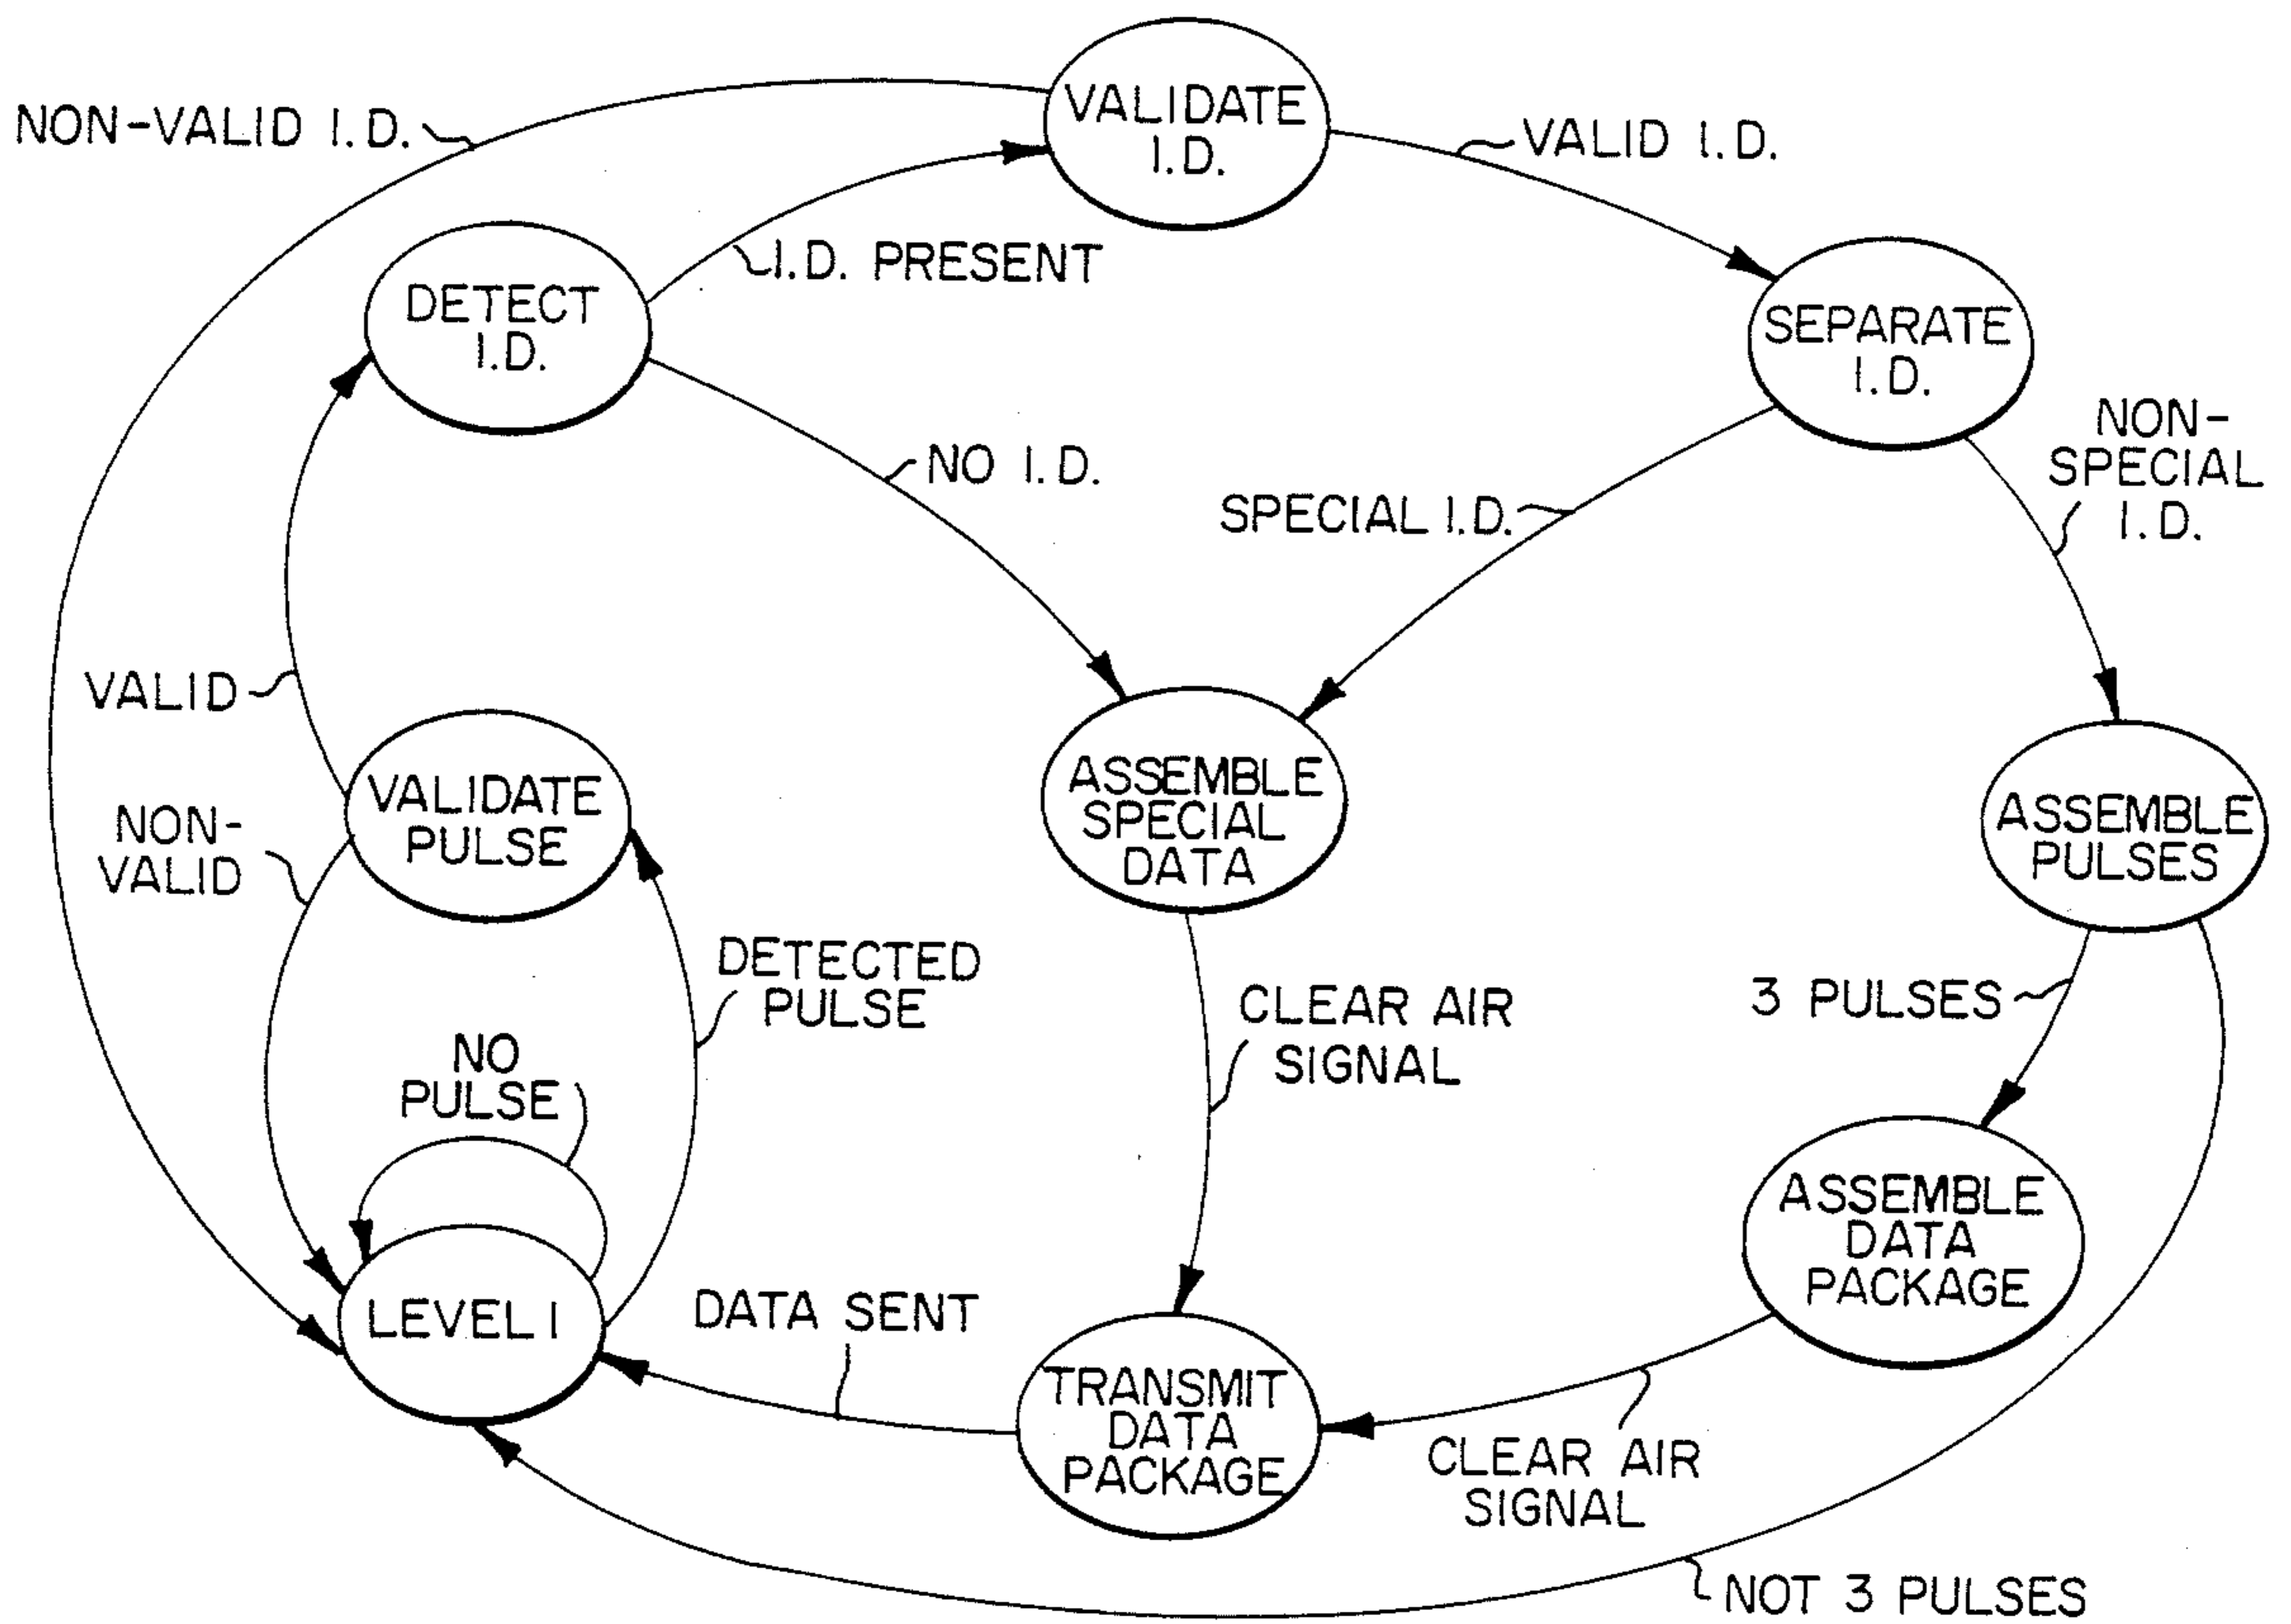 VALIDATE
I.D.
NON-VALID I.D.
VALID I.D.
I.D. PRESENT
DETECT
I.D.
SEPARATE
I.D.
NO I.D.
SPECIAL I.D.
NON-
SPECIAL
I.D.
VALID
VALIDATE
PULSE
NON-
VALID
ASSEMBLE
SPECIAL
DATA
ASSEMBLE
PULSES
DETECTED
PULSE
3 PULSES
CLEAR AIR
SIGNAL
NO
PULSE
ASSEMBLE
DATA
PACKAGE
LEVEL 1
DATA SENT
TRANSMIT
DATA
PACKAGE
CLEAR AIR
SIGNAL
NOT 3 PULSES